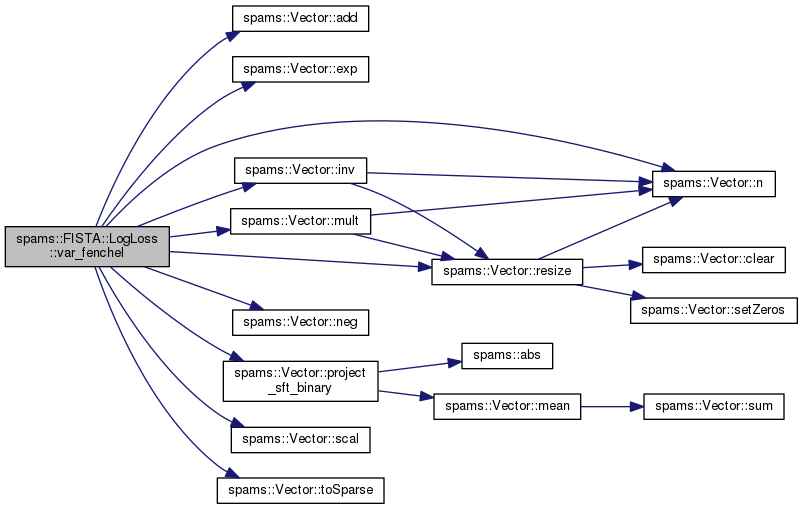 spams::FISTA::LogLoss
::var_fenchel
spams::Vector::add
spams::Vector::exp
spams::Vector::inv
spams::Vector::mult
spams::Vector::n
spams::Vector::resize
spams::Vector::clear
spams::Vector::setZeros
spams::Vector::neg
spams::Vector::project
_sft_binary
spams::abs
spams::Vector::mean
spams::Vector::sum
spams::Vector::scal
spams::Vector::toSparse